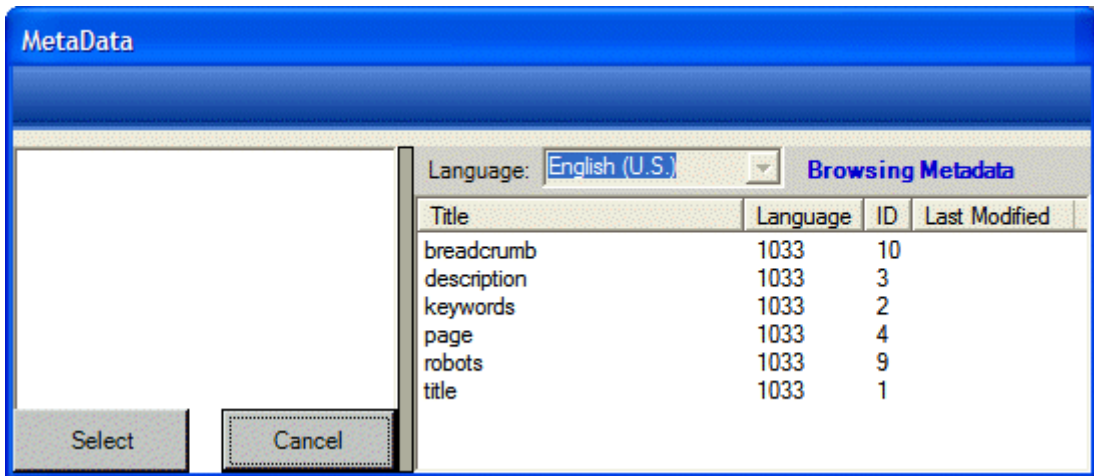 MetaData
Language: English (U.S.) Browsing Metadata
Title Language ID Last Modified
breadcrumb 1033 10
description 1033 3
keywords 1033 2
page 1033 4
robots 1033 9
title 1033 1
Select Cancel